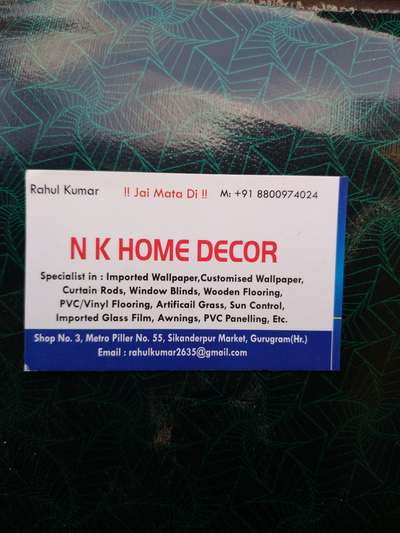 Rahul Kumar !! Jai Mata Di !! M: +91 8800974024
N K HOME DECOR
Specialist in : Imported Wallpaper,Customised Wallpaper,
Curtain Rods, Window Blinds, Wooden Flooring,
PVC/Vinyl Flooring, Artificail Grass, Sun Control,
Imported Glass Film, Awnings, PVC Panelling, Etc.
Shop No. 3, Metro Piller No. 55, Sikanderpur Market, Gurugram(Hr.)
Email : rahulkumar2635@gmail.com